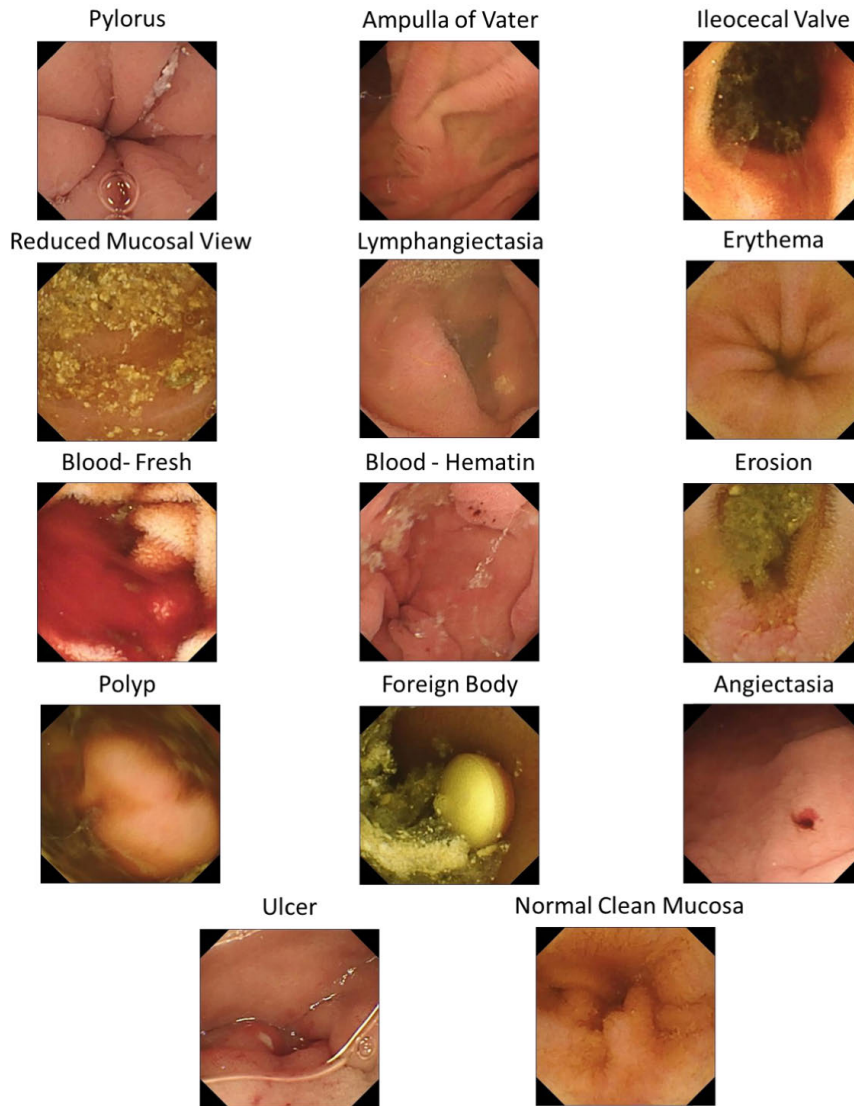 Pylorus
Ampulla of Vater
Ileocecal Valve
Reduced Mucosal View
Lymphangiectasia
Erythema
Blood- Fresh
Blood - Hematin
Erosion
Polyp
Foreign Body
Angiectasia
Ulcer
Normal Clean Mucosa